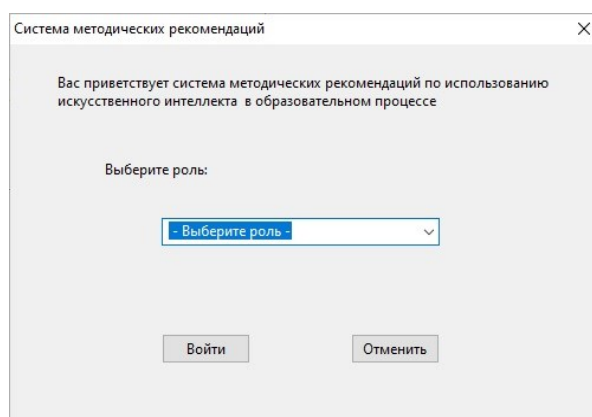 Система методических рекомендаций
Вас приветствует система методических рекомендаций по использованию
искусственного интеллекта в образовательном процессе
Выберите роль:
- Выберите роль -
Войти
Отменить